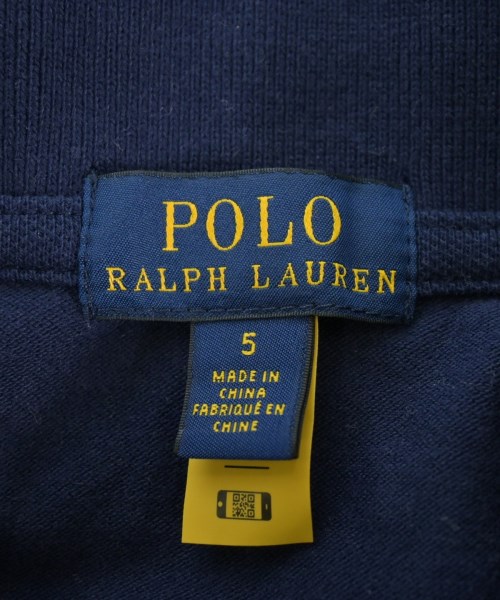 POLO
RALPH LAUREN
5
MADE IN
CHINA
FABRIQUÉ EN
CHINE